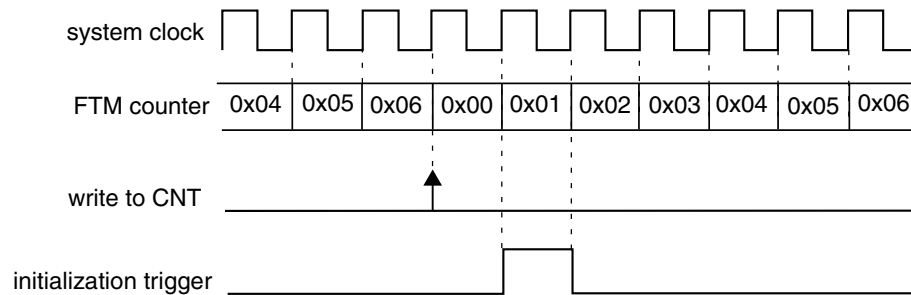 system clock
FTM counter 0x04 0x05 0x06 0x00 0x01 0x02 0x03 0x04 0x05 0x06
write to CNT
initialization trigger